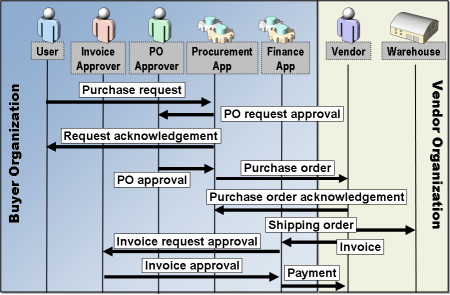 User
Invoice
Approver
PO
Approver
Procurement
App
Finance
App
Vendor
Warehouse
Buyer Organization
Vendor Organization
Purchase request
PO request approval
Request acknowledgement
PO approval
Purchase order
Purchase order acknowledgement
Shipping order
Invoice
Invoice request approval
Invoice approval
Payment